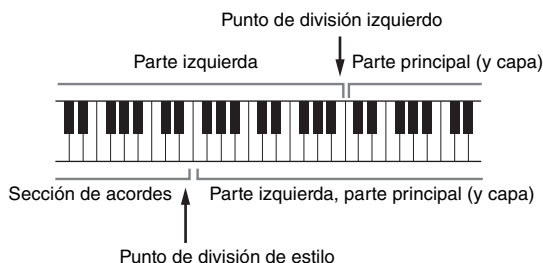 Punto de división izquierdo
Parte izquierda
Parte principal (y capa)
Sección de acordes
Parte izquierda, parte principal (y capa)
Punto de división de estilo